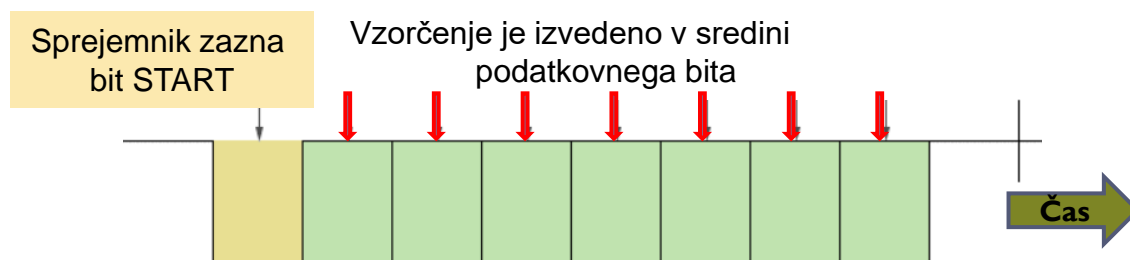 Sprejemnik zazna
bit START
Vzorčenje je izvedeno v sredini
podatkovnega bita
Čas